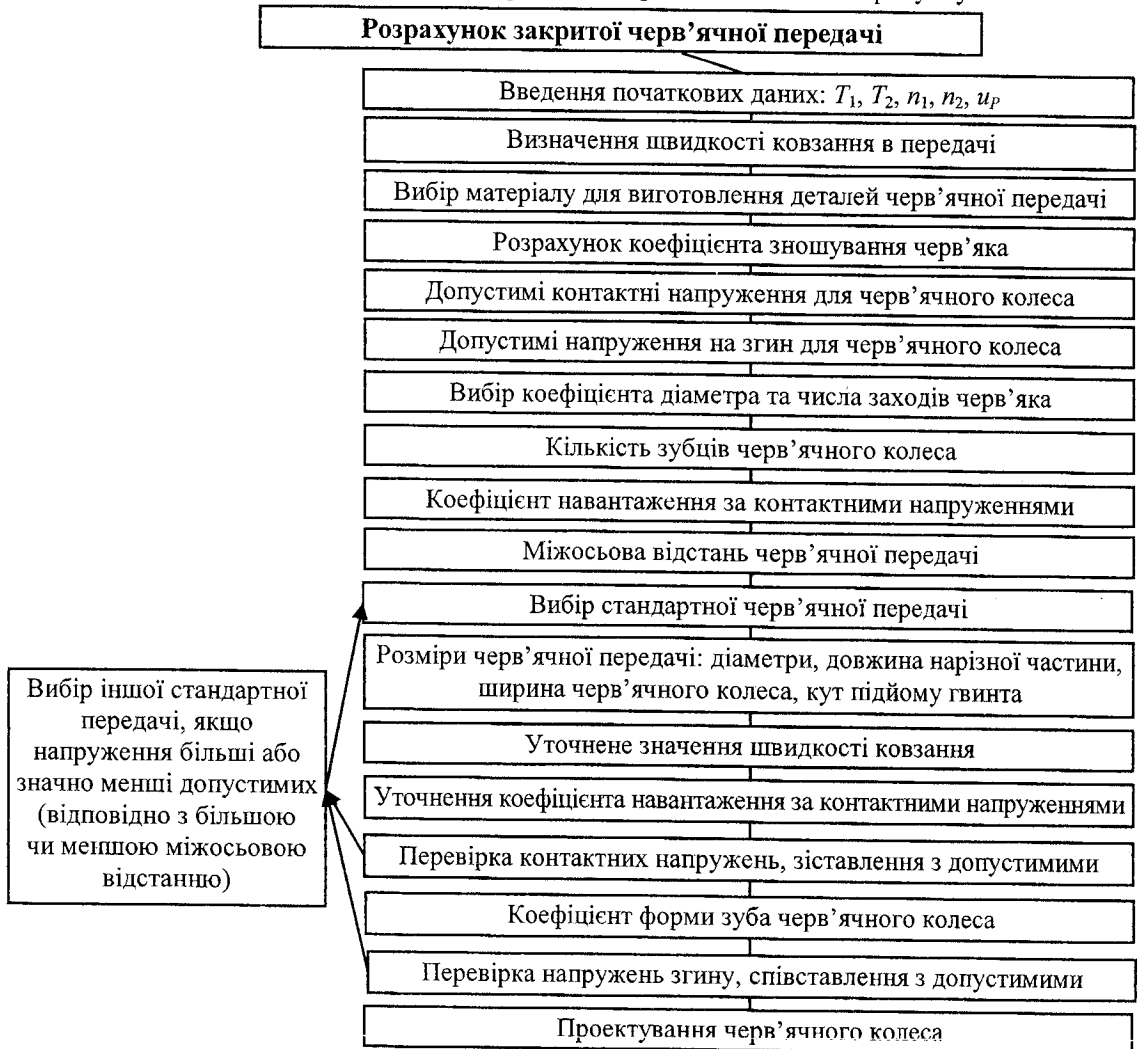 Розрахунок закритої черв’ячної передачі
Введення початкових даних: T₁, T₂, n₁, n₂, u_P
Визначення швидкості ковзання в передачі
Вибір матеріалу для виготовлення деталей черв’ячної передачі
Розрахунок коефіцієнта зношування черв’яка
Допустимі контактні напруження для черв’ячного колеса
Допустимі напруження на згин для черв’ячного колеса
Вибір коефіцієнта діаметра та числа заходів черв’яка
Кількість зубців черв’ячного колеса
Коефіцієнт навантаження за контактними напруженнями
Міжосьова відстань черв’ячної передачі
Вибір стандартної черв’ячної передачі
Розміри черв’ячної передачі: діаметри, довжина нарізної частини,
ширина черв’ячного колеса, кут підйому гвинта
Уточнене значення швидкості ковзання
Уточнення коефіцієнта навантаження за контактними напруженнями
Перевірка контактних напружень, зіставлення з допустимими
Коефіцієнт форми зуба черв’ячного колеса
Перевірка напружень згину, співставлення з допустимими
Проектування черв’ячного колеса
Вибір іншої стандартної
передачі, якщо
напруження більші або
значно менші допустимих
(відповідно з більшою
чи меншою міжосьовою
відстанню)